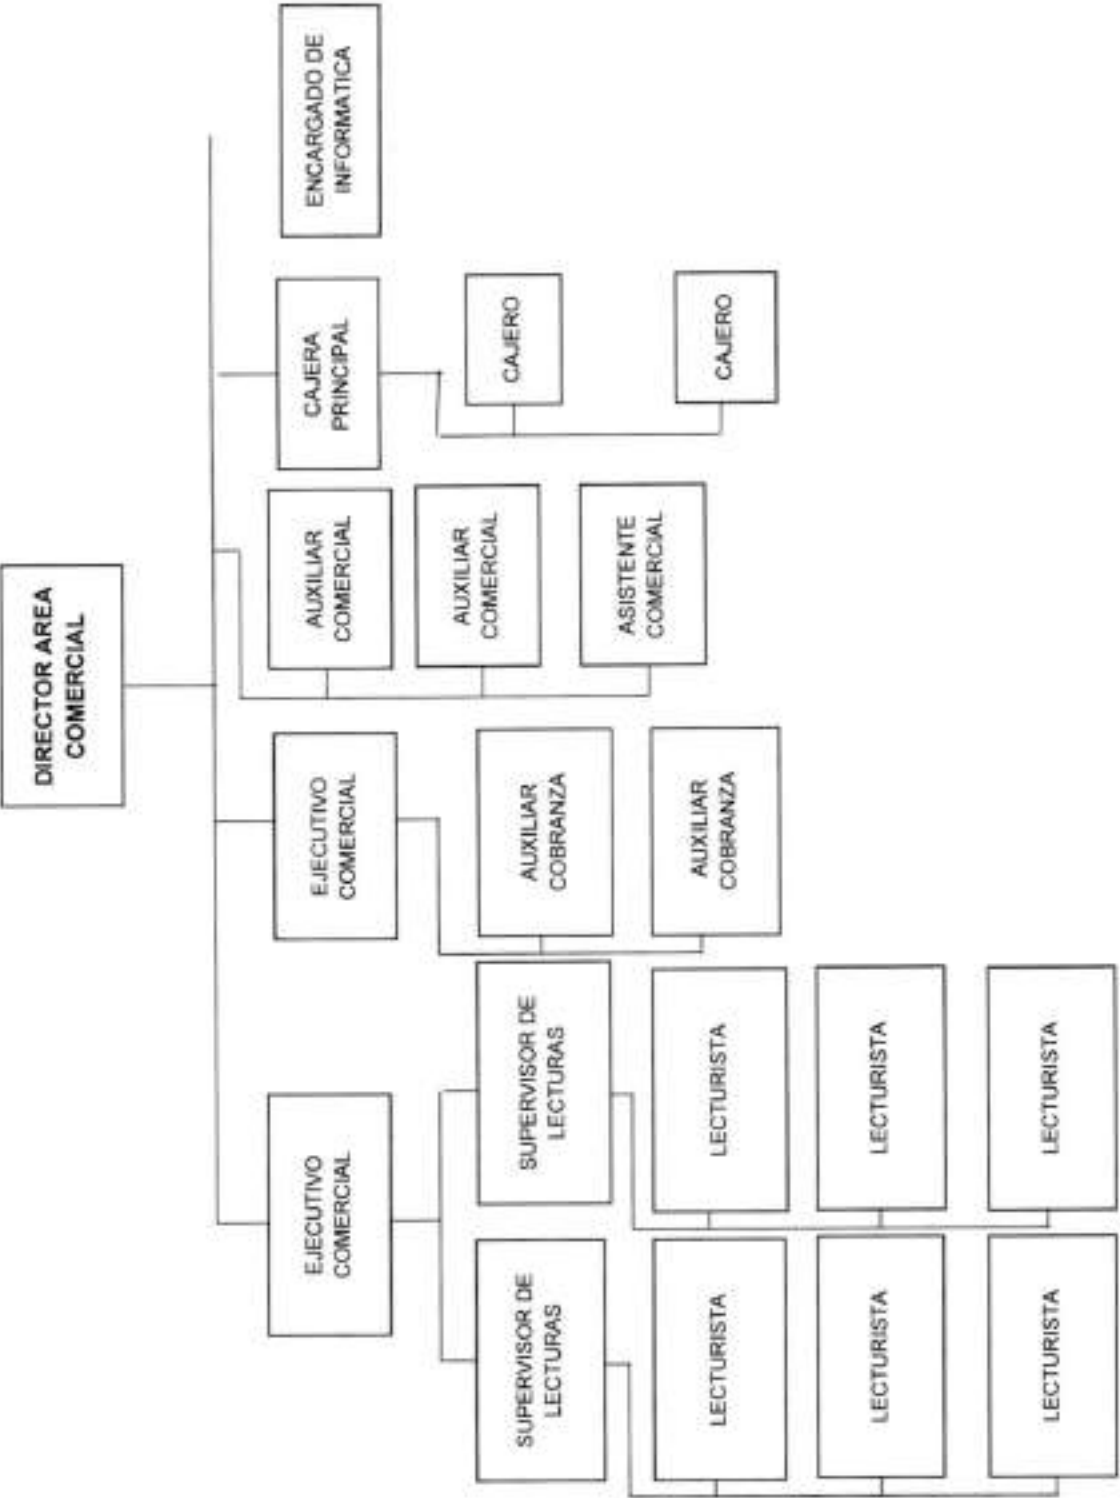 DIRECTOR AREA
COMERCIAL
EJECUTIVO
COMERCIAL
EJECUTIVO
COMERCIAL
AUXILIAR
COMERCIAL
CAJERA
PRINCIPAL
ENCARGADO DE
INFORMATICA
AUXILIAR
COMERCIAL
ASISTENTE
COMERCIAL
CAJERO
CAJERO
SUPERVISOR DE
LECTURAS
SUPERVISOR DE
LECTURAS
AUXILIAR
COBRANZA
AUXILIAR
COBRANZA
LECTURISTA
LECTURISTA
LECTURISTA
LECTURISTA
LECTURISTA
LECTURISTA